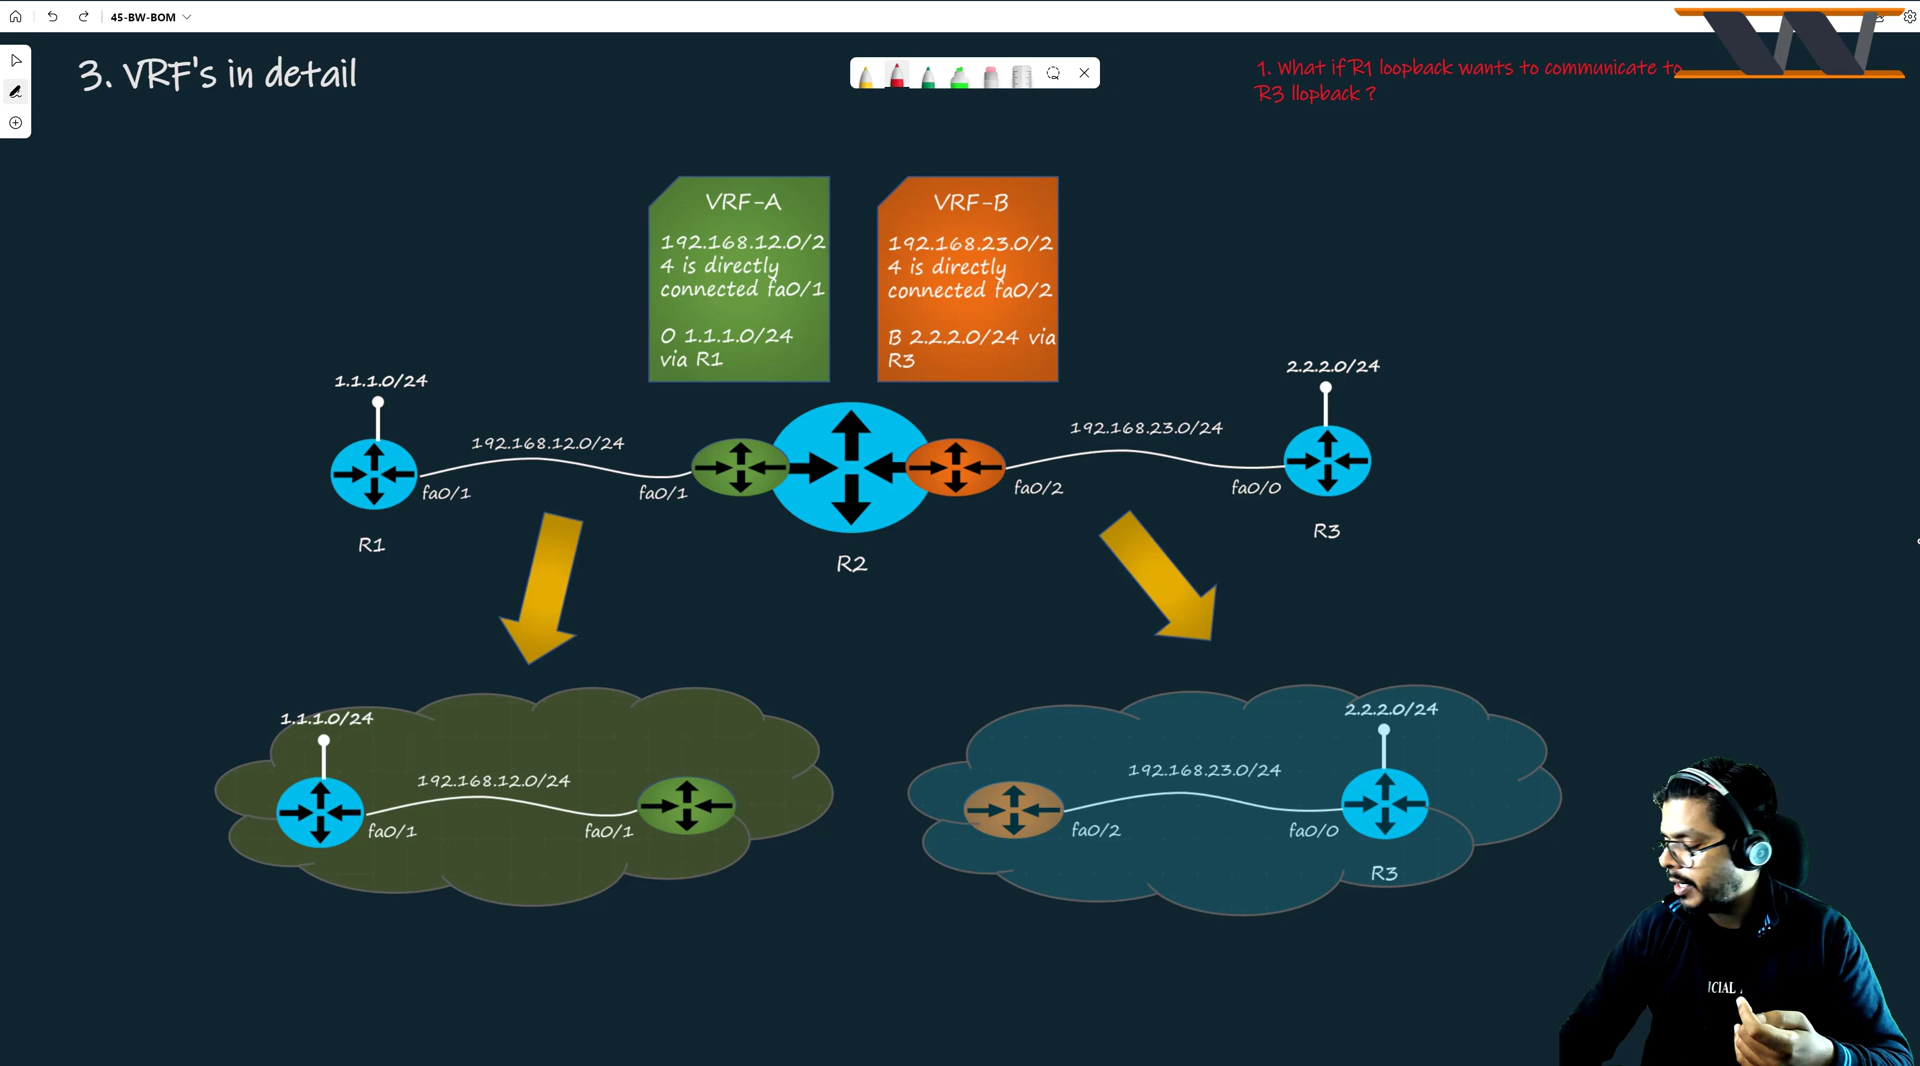 45-BW-BOM
3. VRF's in detail
1. What if R1 loopback wants to communicate to
R3 llopback ?
VRF-A
192.168.12.0/2
4 is directly
connected fa0/1
O 1.1.1.0/24
via R1
VRF-B
192.168.23.0/2
4 is directly
connected fa0/2
B 2.2.2.0/24 via
R3
1.1.1.0/24
192.168.12.0/24
fa0/1
fa0/1
R1
R2
2.2.2.0/24
192.168.23.0/24
fa0/2
fa0/0
R3
1.1.1.0/24
192.168.12.0/24
fa0/1
fa0/1
2.2.2.0/24
192.168.23.0/24
fa0/2
fa0/0
R3